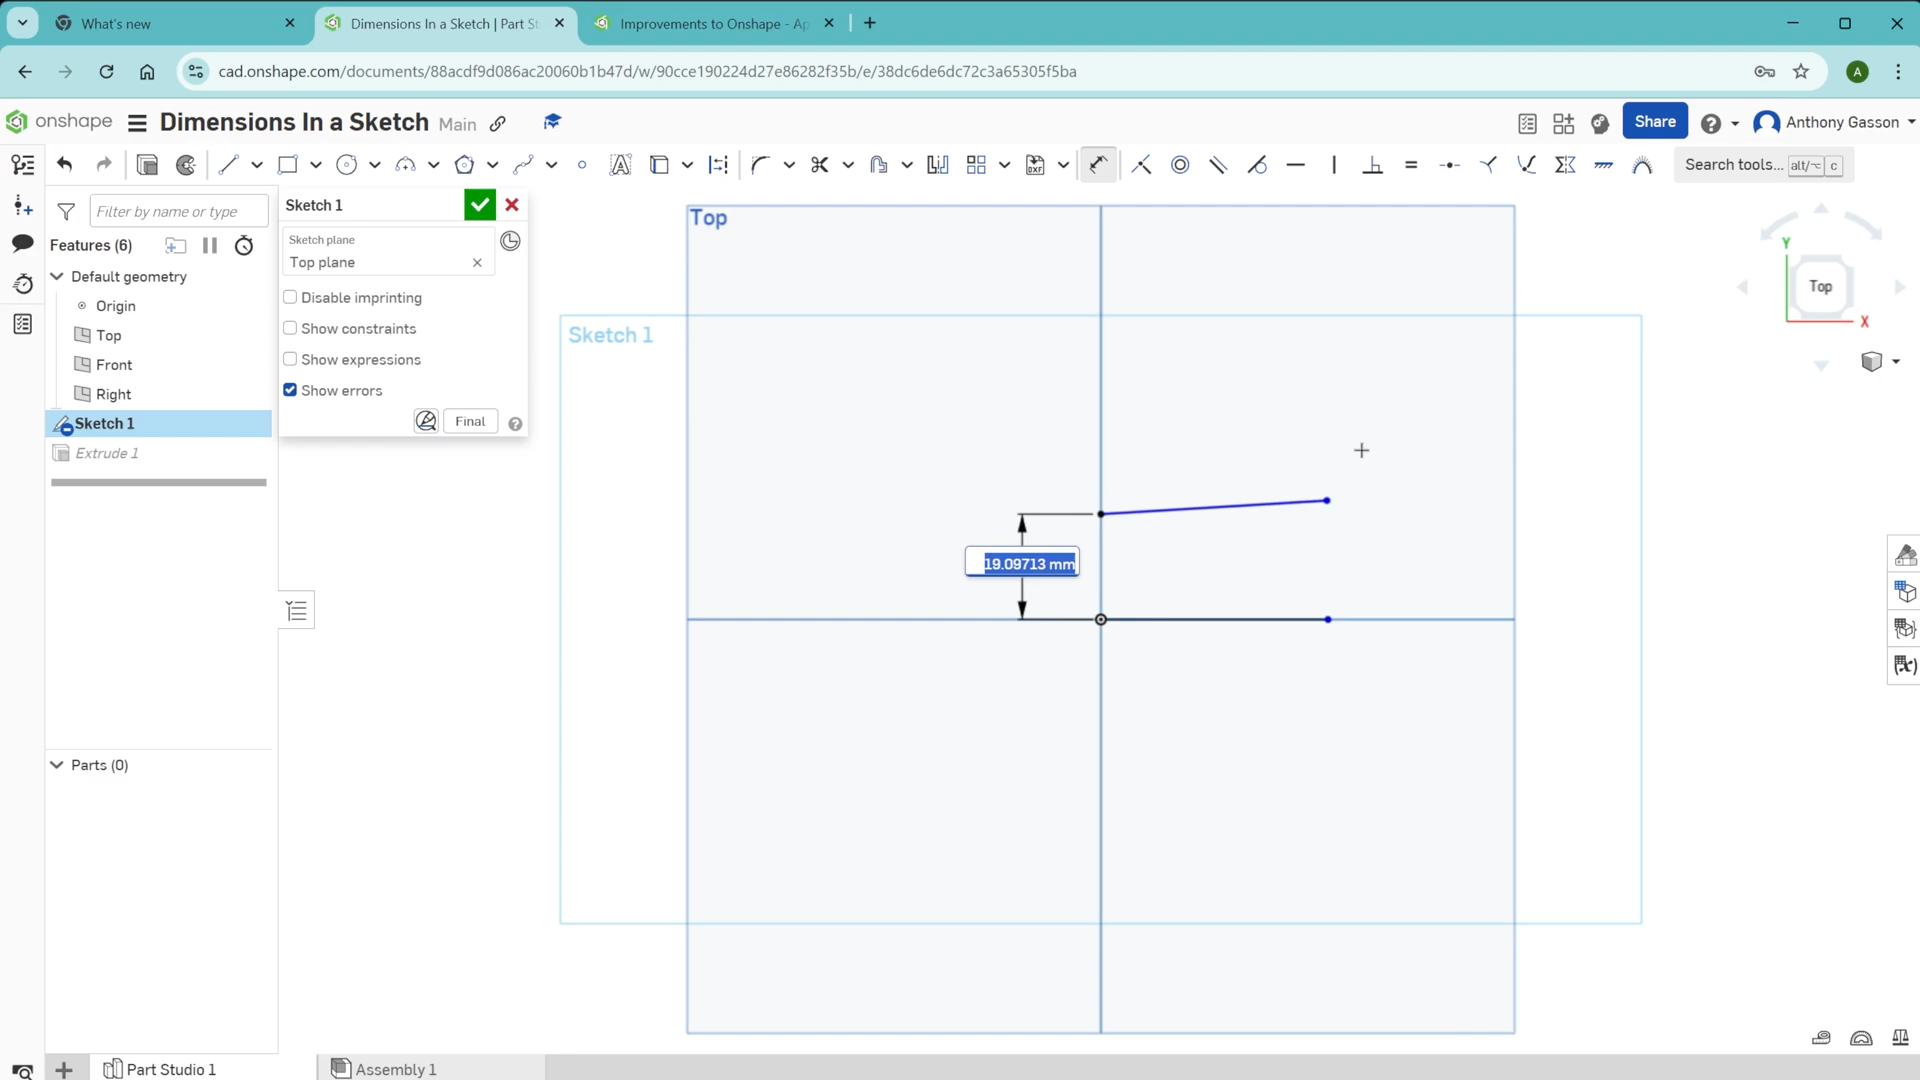 What's new
Dimensions In a Sketch | Part St
Improvements to Onshape - Ap
cad.onshape.com/documents/88acdf9d086ac20060b1b47d/w/90cce190224d27e86282f35b/e/38dc6de6dc72c3a65305f5ba
A
onshape
Dimensions In a Sketch
Main
Share
Anthony Gasson
DXF
Search tools...
alt/⌥
c
Filter by name or type
Features (6)
Default geometry
Origin
Top
Front
Right
Sketch 1
Extrude 1
Parts (0)
Sketch 1
Sketch plane
Top plane
Disable imprinting
Show constraints
Show expressions
Show errors
Final
Top
Sketch 1
19.09713 mm
Y
Top
X
Part Studio 1
Assembly 1